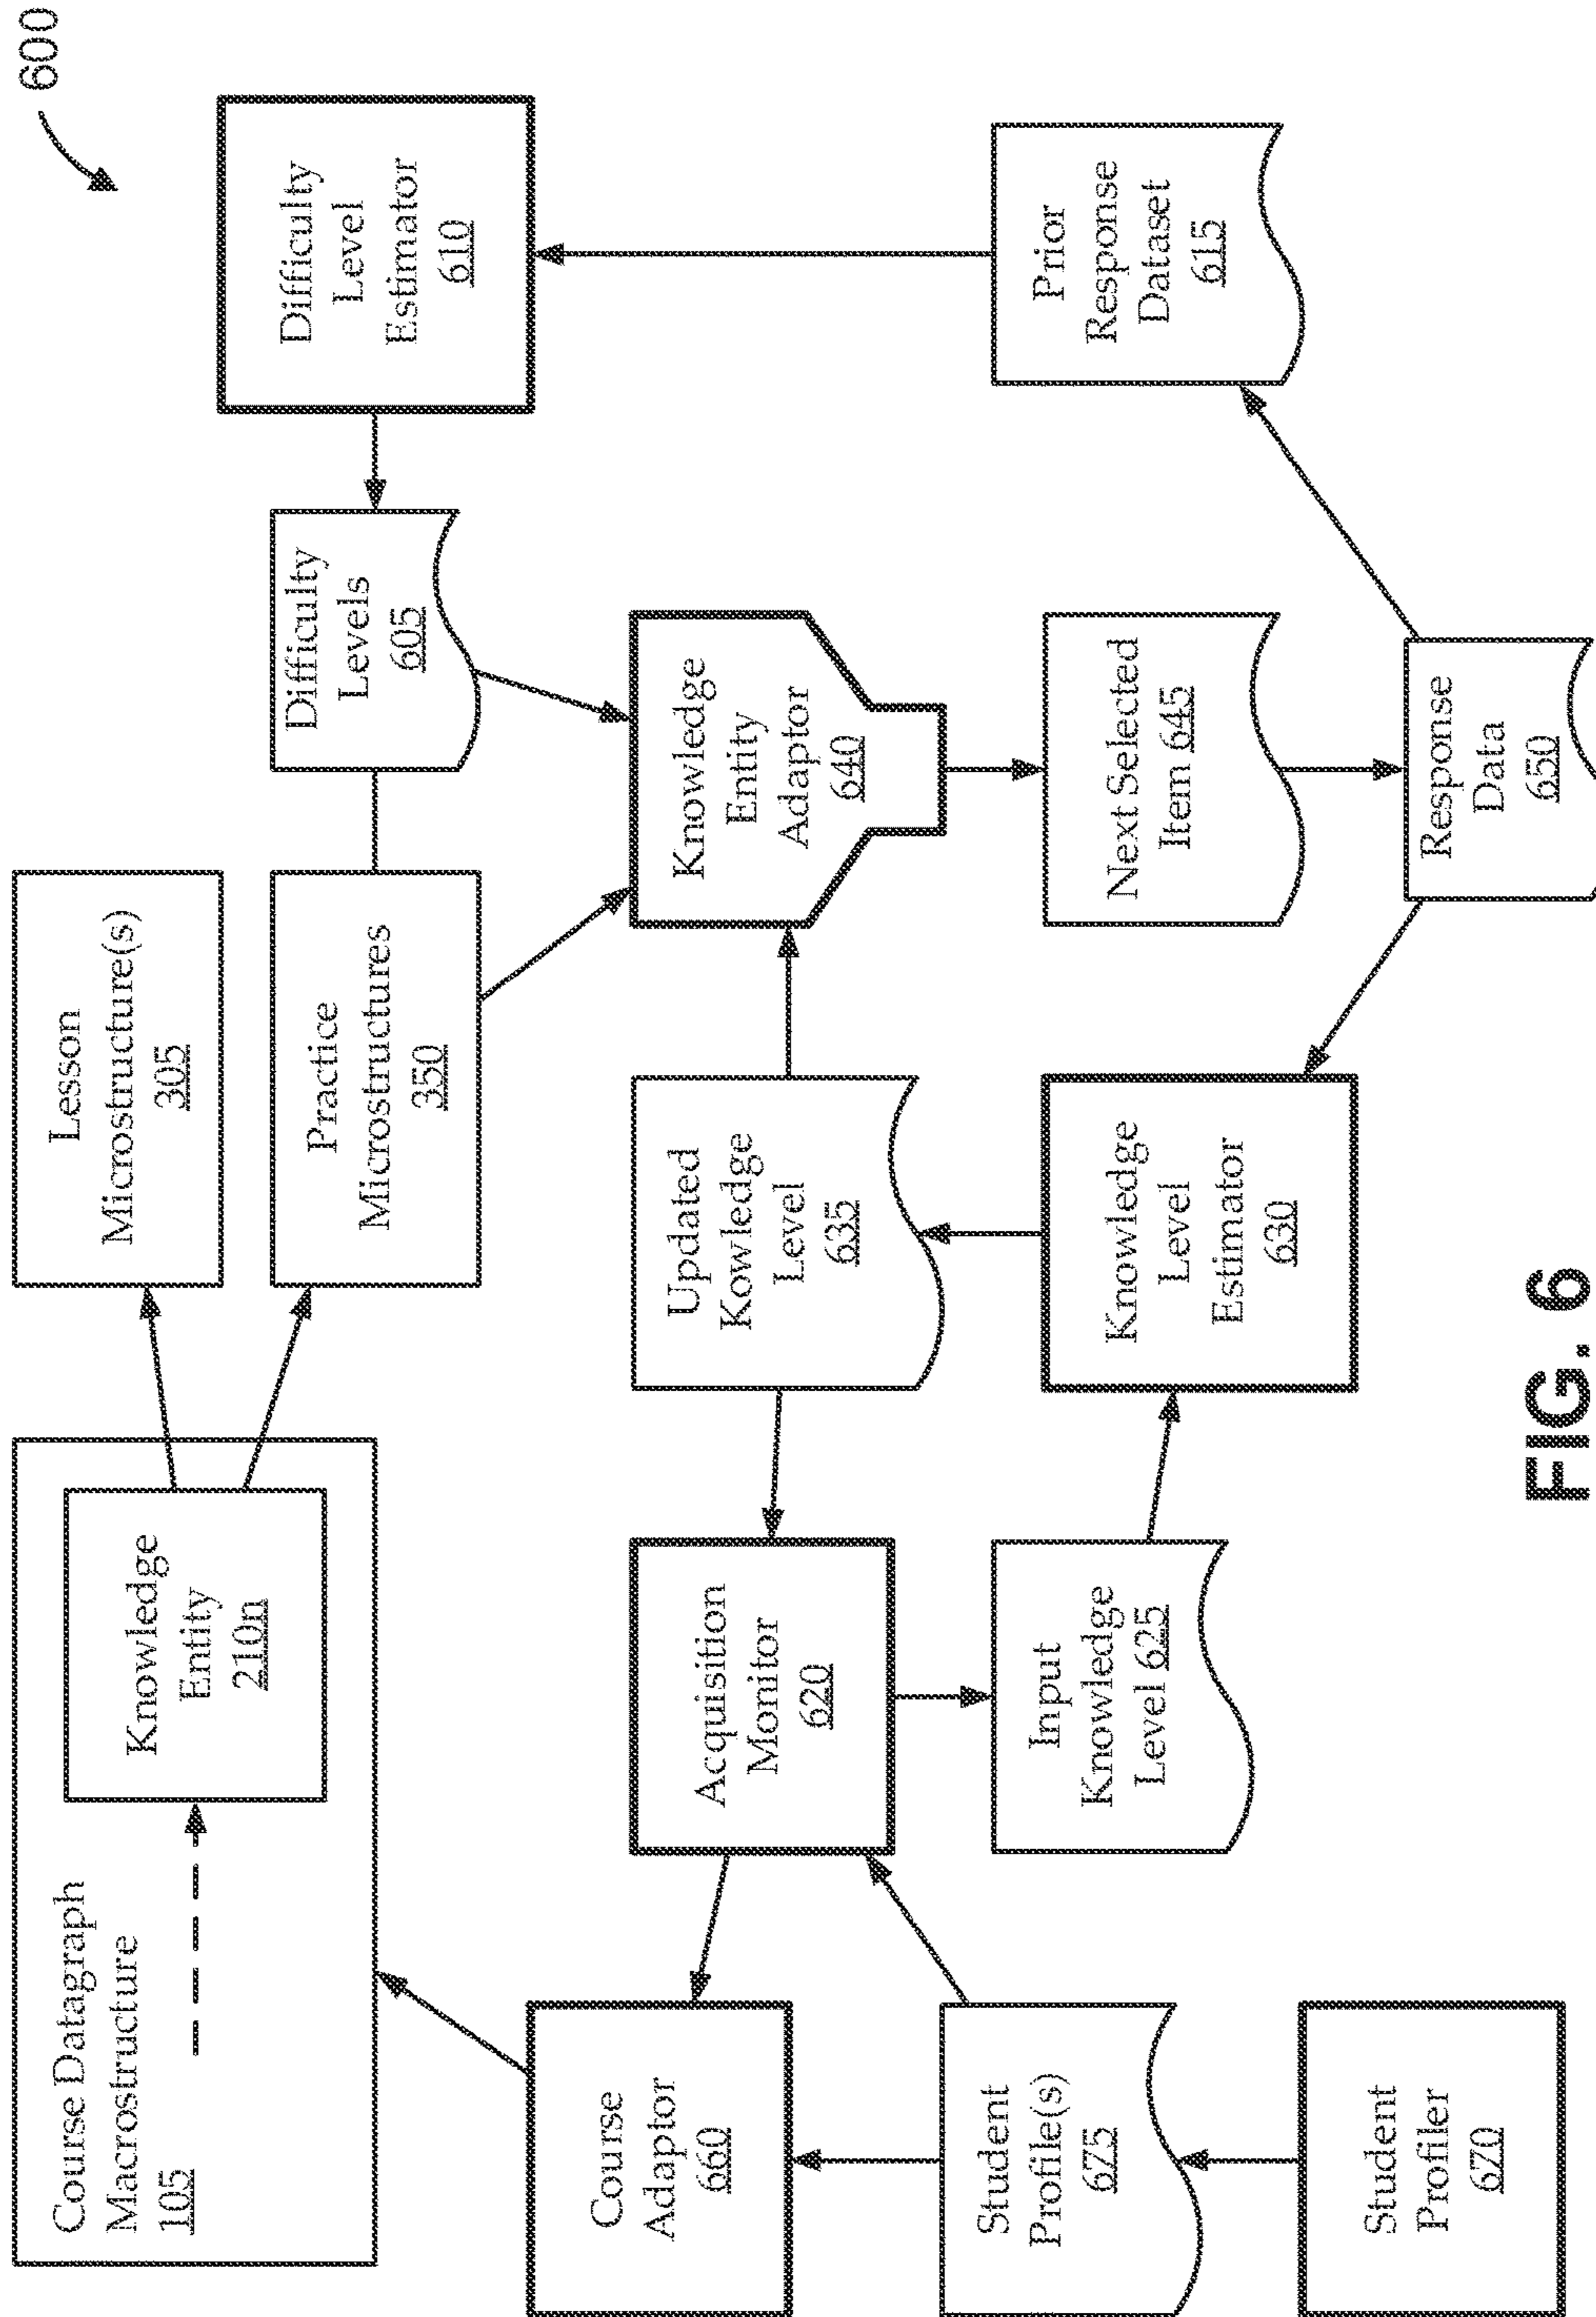 600
Course Datagraph
Macrostructure
105
Knowledge
Entity
210n
Lesson
Microstructure(s)
305
Practice
Microstructures
350
Difficulty
Levels
605
Difficulty
Level
Estimator
610
Course
Adaptor
660
Acquisition
Monitor
620
Updated
Kowledge
Level
635
Knowledge
Entity
Adaptor
640
Student
Profile(s)
675
Input
Knowledge
Level 625
Knowledge
Level
Estimator
630
Next Selected
Item 645
Prior
Response
Dataset
615
Student
Profiler
670
Response
Data
650
FIG. 6